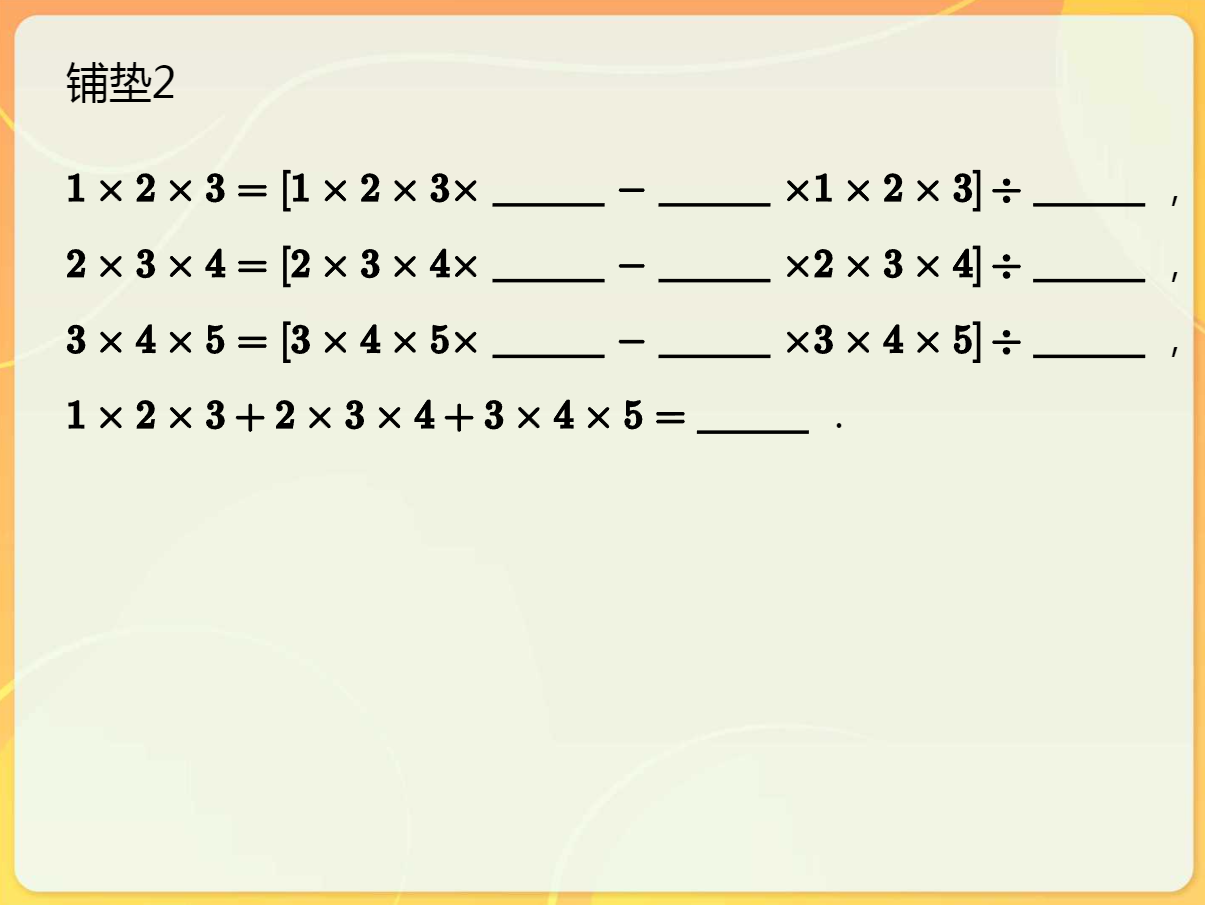 铺垫2
1 × 2 × 3 = [1 × 2 × 3× ______ − ______ ×1 × 2 × 3] ÷ ______ ,
2 × 3 × 4 = [2 × 3 × 4× ______ − ______ ×2 × 3 × 4] ÷ ______ ,
3 × 4 × 5 = [3 × 4 × 5× ______ − ______ ×3 × 4 × 5] ÷ ______ ,
1 × 2 × 3 + 2 × 3 × 4 + 3 × 4 × 5 = ______ .